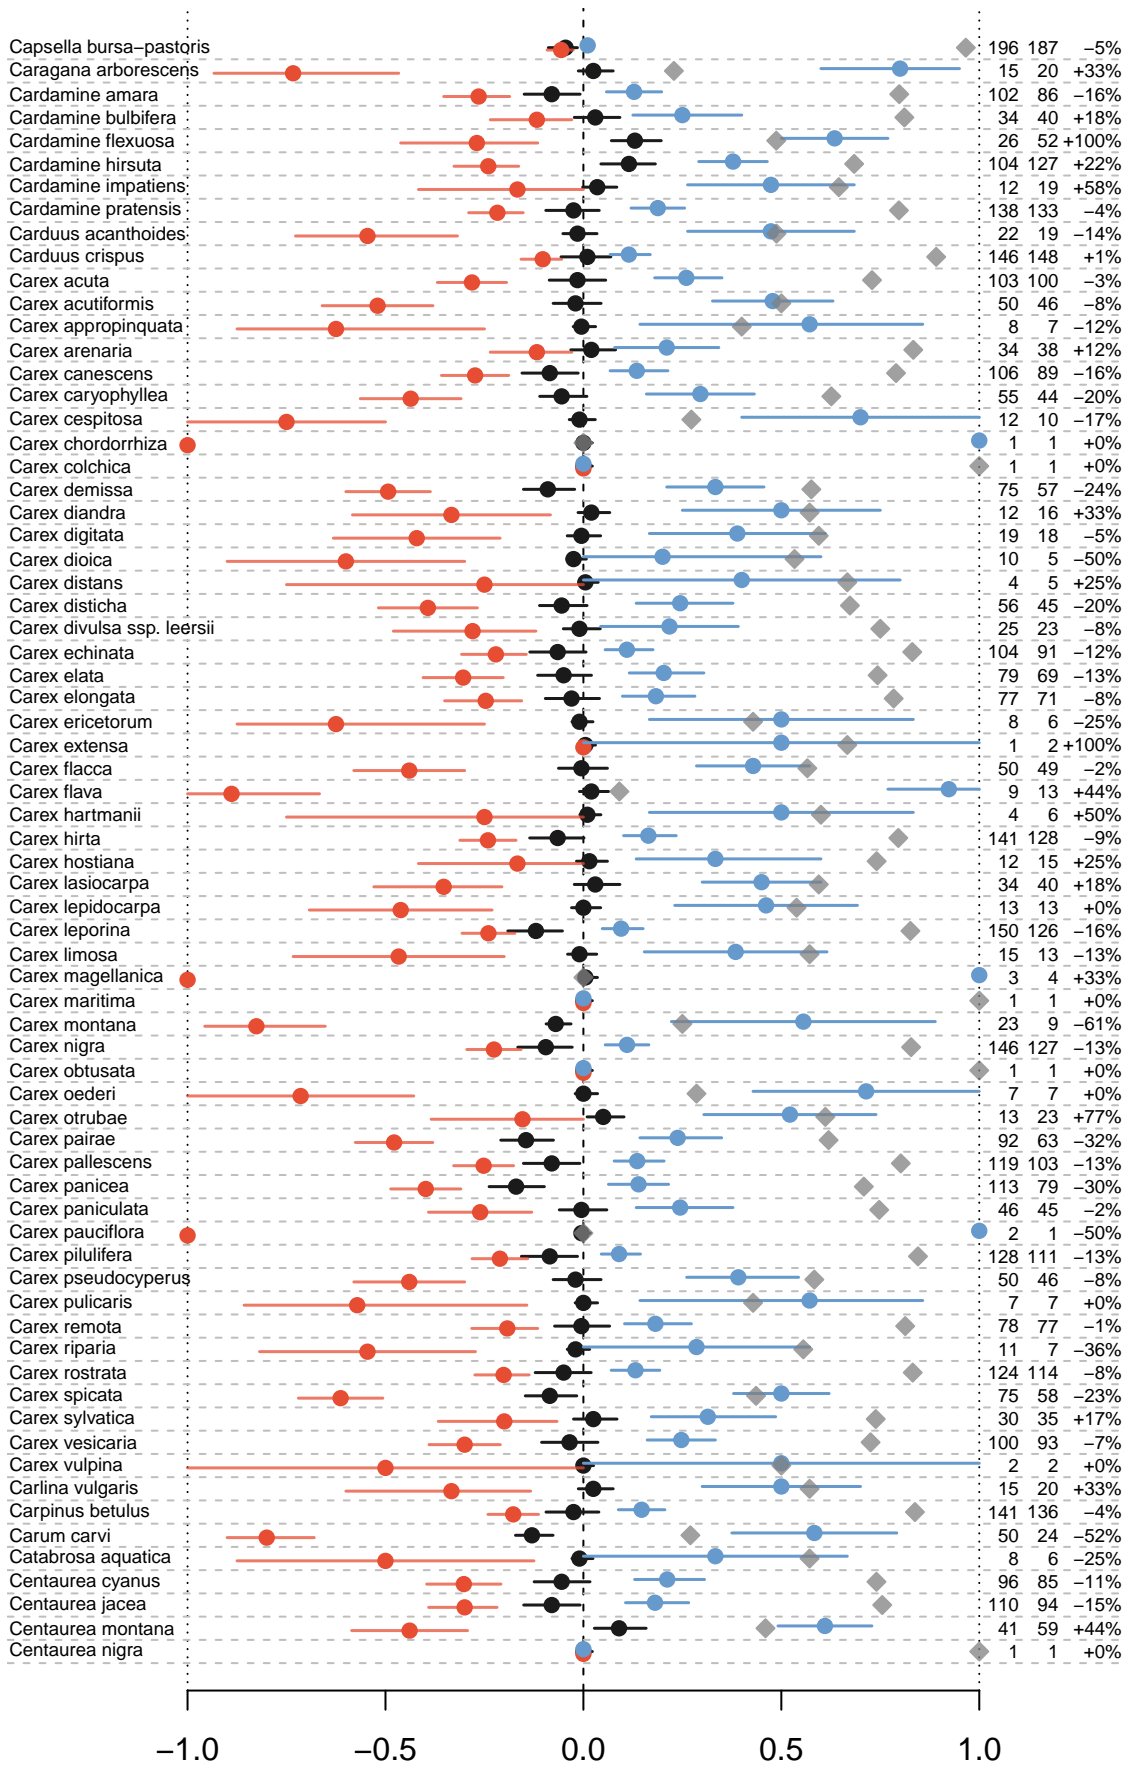 Capsella bursa−pastoris 196 187 −5%
Caragana arborescens 15 20 +33%
Cardamine amara 102 86 −16%
Cardamine bulbifera 34 40 +18%
Cardamine flexuosa 26 52 +100%
Cardamine hirsuta 104 127 +22%
Cardamine impatiens 12 19 +58%
Cardamine pratensis 138 133 −4%
Carduus acanthoides 22 19 −14%
Carduus crispus 146 148 +1%
Carex acuta 103 100 −3%
Carex acutiformis 50 46 −8%
Carex appropinquata 8 7 −12%
Carex arenaria 34 38 +12%
Carex canescens 106 89 −16%
Carex caryophyllea 55 44 −20%
Carex cespitosa 12 10 −17%
Carex chordorrhiza 1 1 +0%
Carex colchica 1 1 +0%
Carex demissa 75 57 −24%
Carex diandra 12 16 +33%
Carex digitata 19 18 −5%
Carex dioica 10 5 −50%
Carex distans 4 5 +25%
Carex disticha 56 45 −20%
Carex divulsa ssp. leersii 25 23 −8%
Carex echinata 104 91 −12%
Carex elata 79 69 −13%
Carex elongata 77 71 −8%
Carex ericetorum 8 6 −25%
Carex extensa 1 2 +100%
Carex flacca 50 49 −2%
Carex flava 9 13 +44%
Carex hartmanii 4 6 +50%
Carex hirta 141 128 −9%
Carex hostiana 12 15 +25%
Carex lasiocarpa 34 40 +18%
Carex lepidocarpa 13 13 +0%
Carex leporina 150 126 −16%
Carex limosa 15 13 −13%
Carex magellanica 3 4 +33%
Carex maritima 1 1 +0%
Carex montana 23 9 −61%
Carex nigra 146 127 −13%
Carex obtusata 1 1 +0%
Carex oederi 7 7 +0%
Carex otrubae 13 23 +77%
Carex pairae 92 63 −32%
Carex pallescens 119 103 −13%
Carex panicea 113 79 −30%
Carex paniculata 46 45 −2%
Carex pauciflora 2 1 −50%
Carex pilulifera 128 111 −13%
Carex pseudocyperus 50 46 −8%
Carex pulicaris 7 7 +0%
Carex remota 78 77 −1%
Carex riparia 11 7 −36%
Carex rostrata 124 114 −8%
Carex spicata 75 58 −23%
Carex sylvatica 30 35 +17%
Carex vesicaria 100 93 −7%
Carex vulpina 2 2 +0%
Carlina vulgaris 15 20 +33%
Carpinus betulus 141 136 −4%
Carum carvi 50 24 −52%
Catabrosa aquatica 8 6 −25%
Centaurea cyanus 96 85 −11%
Centaurea jacea 110 94 −15%
Centaurea montana 41 59 +44%
Centaurea nigra 1 1 +0%
−1.0 −0.5 0.0 0.5 1.0